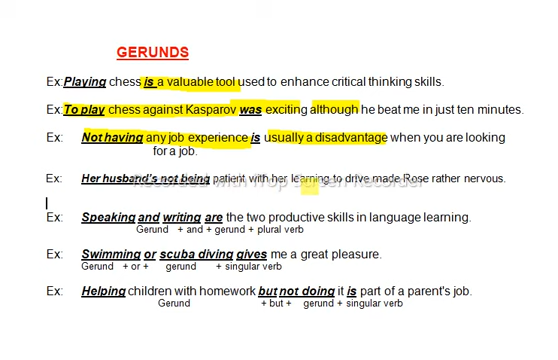 GERUNDS
Ex:Playing chess is a valuable tool used to enhance critical thinking skills.
Ex:To play chess against Kasparov was exciting although he beat me in just ten minutes.
Ex: Not having any job experience is usually a disadvantage when you are looking
for a job.
Ex: Her husband's not being patient with her learning to drive made Rose rather nervous.
Recorded with iTop Screen Recorder
Ex: Speaking and writing are the two productive skills in language learning.
Gerund + and + gerund + plural verb
Ex: Swimming or scuba diving gives me a great pleasure.
Gerund + or + gerund + singular verb
Ex: Helping children with homework but not doing it is part of a parent's job.
Gerund + but + gerund + singular verb